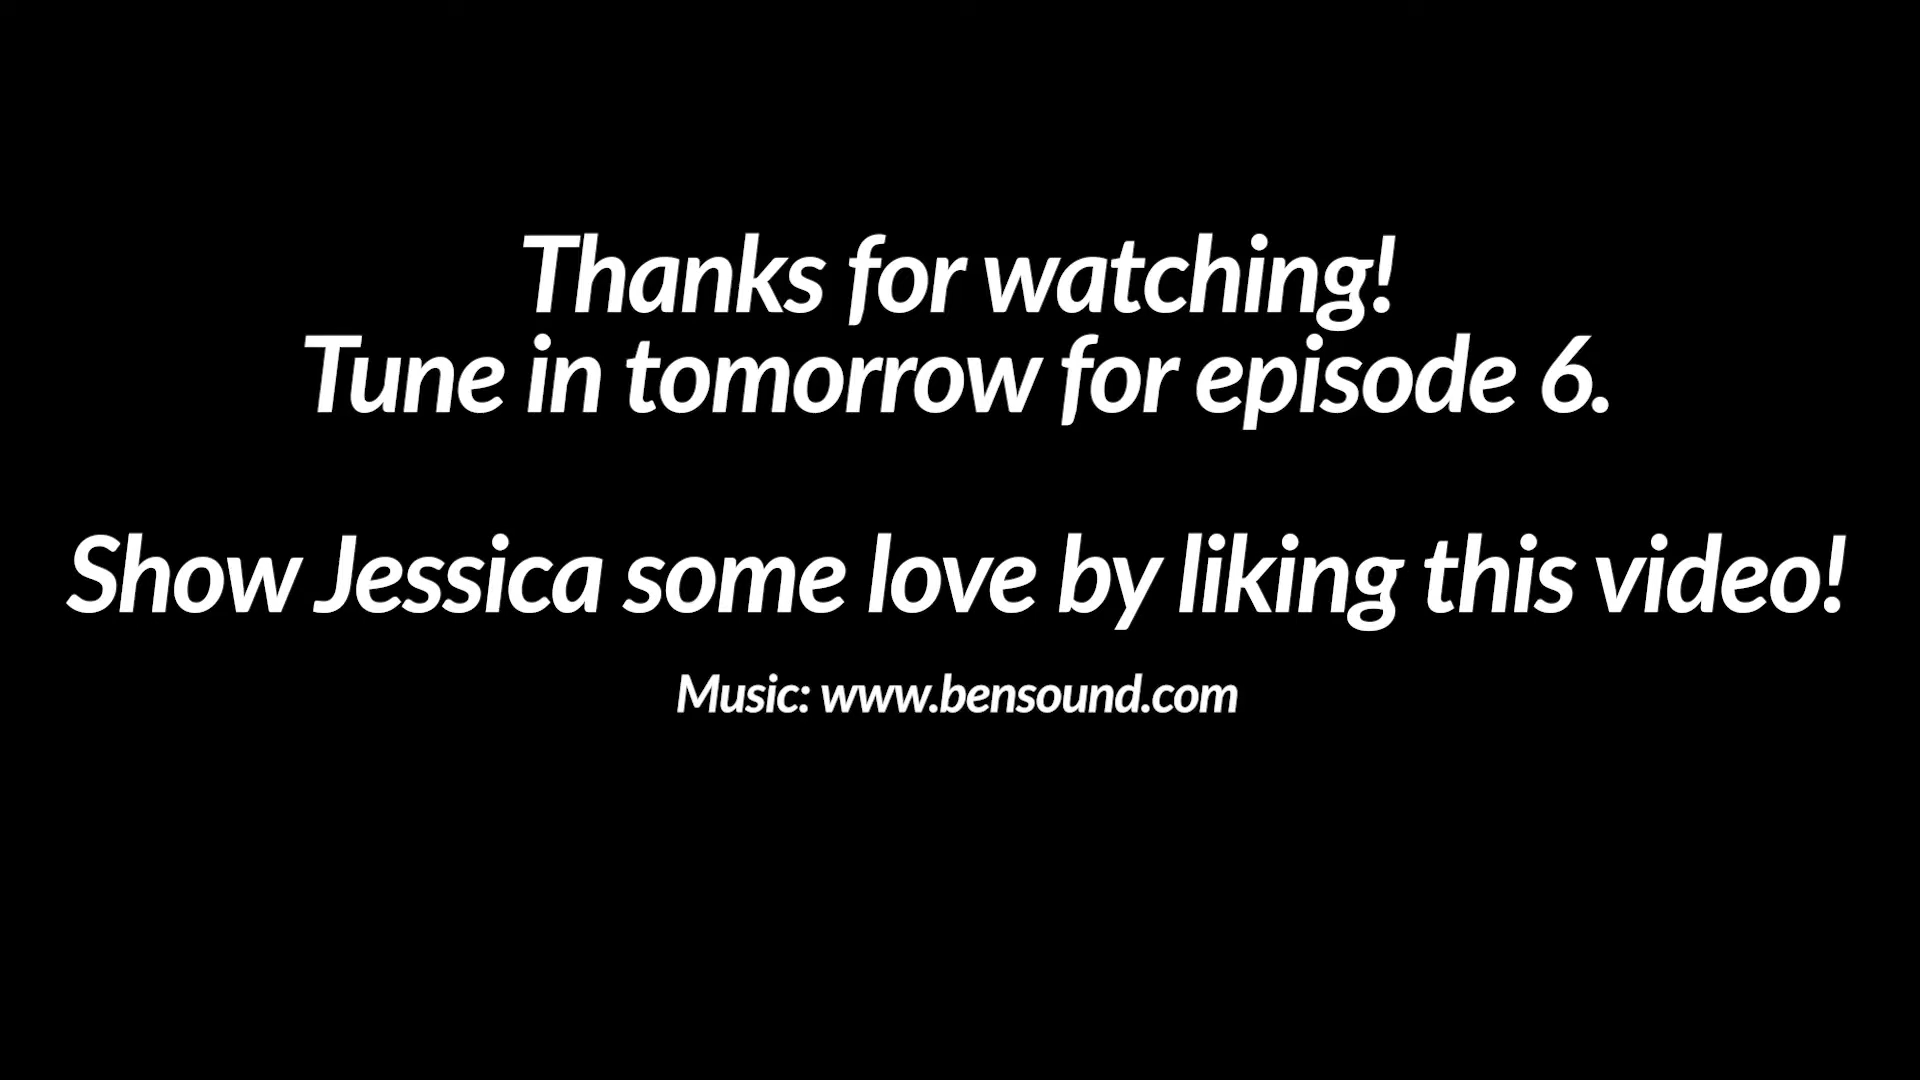 Thanks for watching!
Tune in tomorrow for episode 6.
Show Jessica some love by liking this video!
Music: www.bensound.com